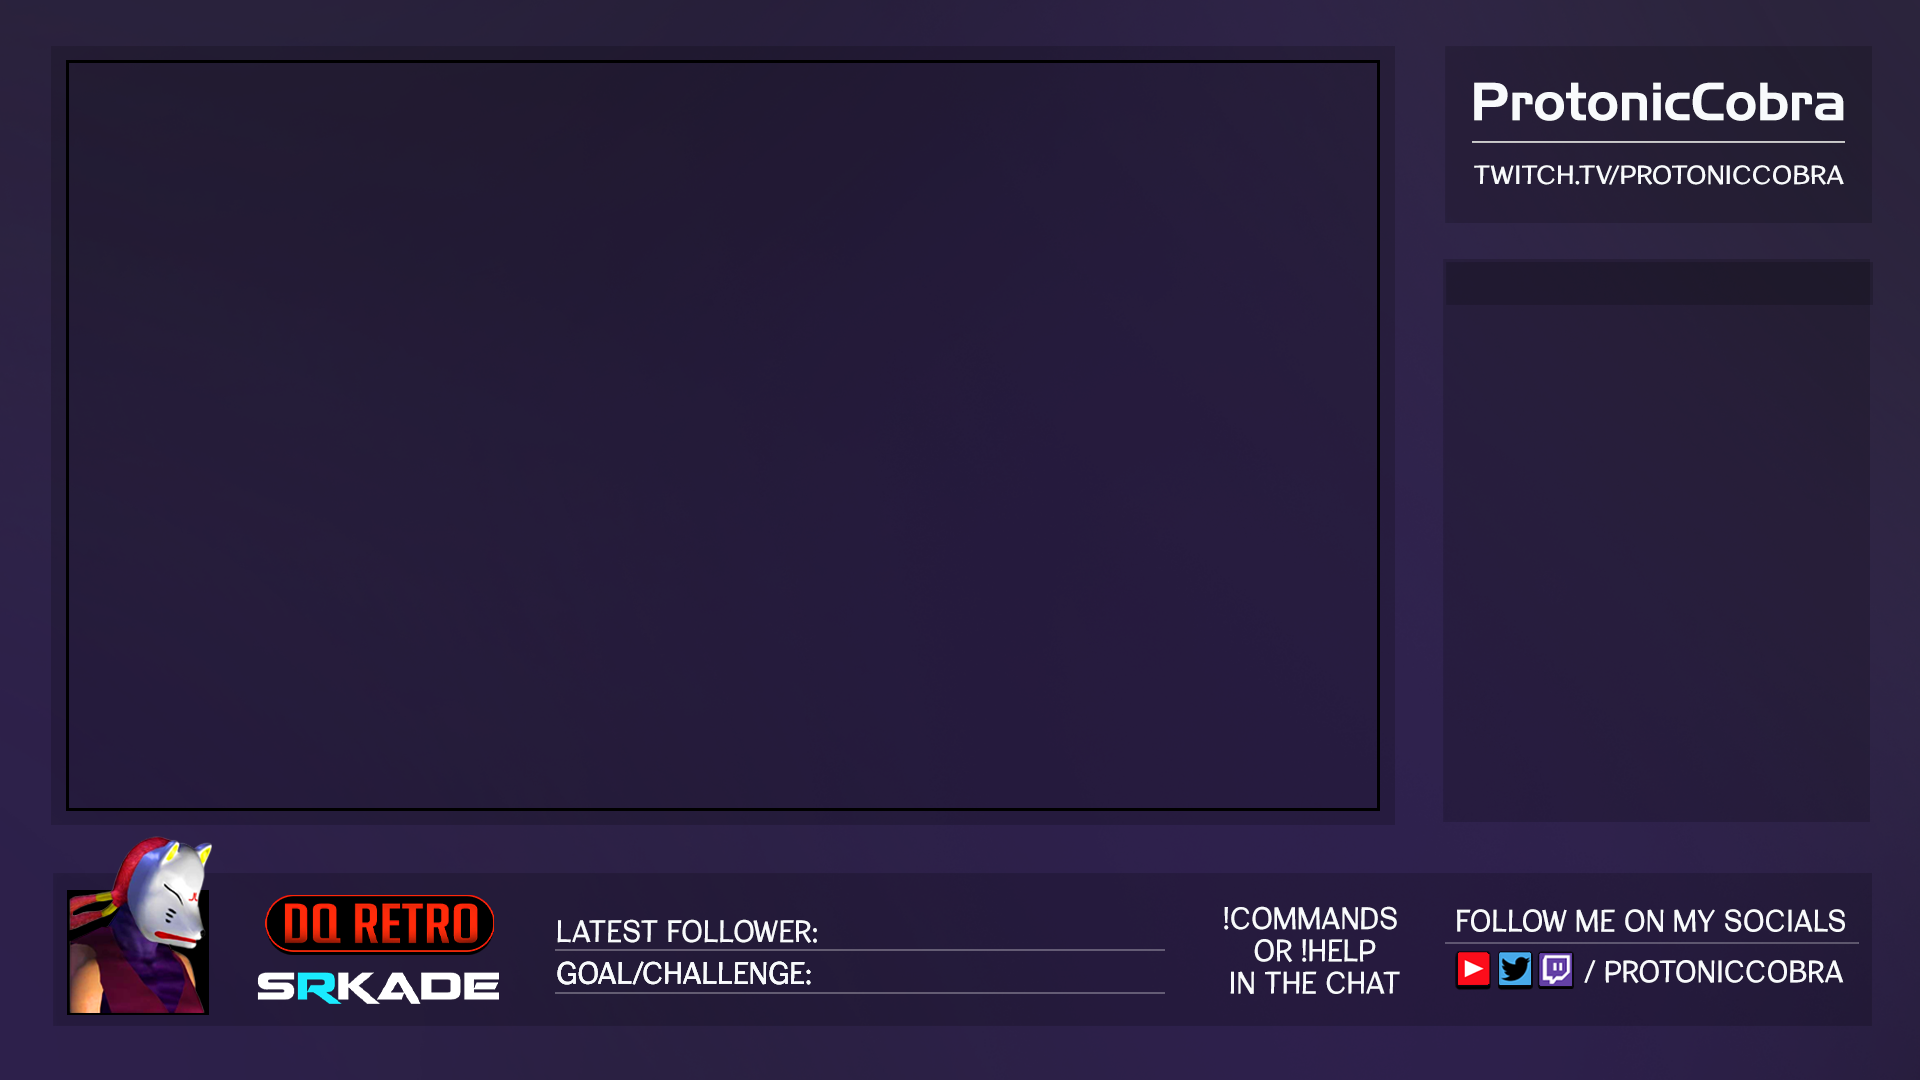 ProtonicCobra
TWITCH.TV/PROTONICCOBRA
DQ RETRO
SRKADE
LATEST FOLLOWER:
GOAL/CHALLENGE:
!COMMANDS
OR !HELP
IN THE CHAT
FOLLOW ME ON MY SOCIALS
/ PROTONICCOBRA